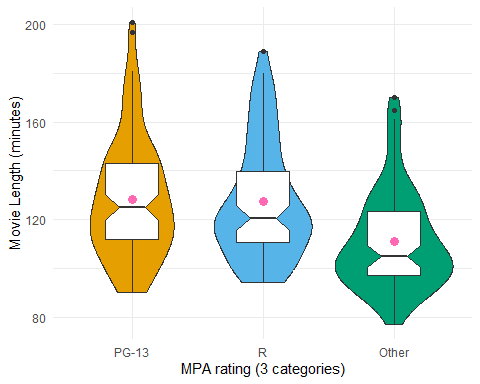 200
160
120
80
Movie Length (minutes)
PG-13
R
Other
MPA rating (3 categories)